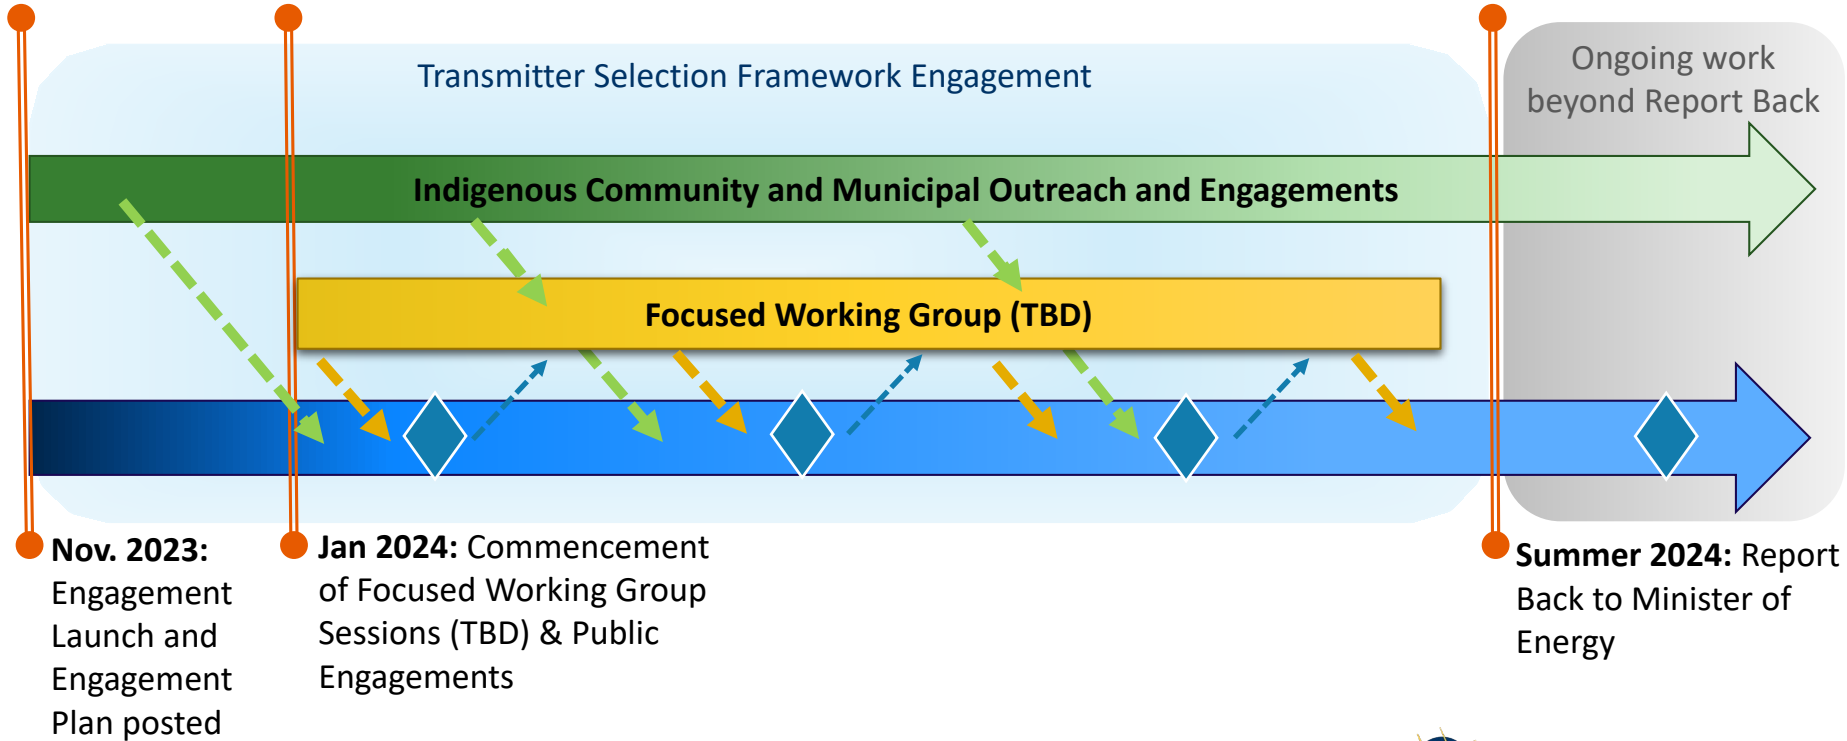 Transmitter Selection Framework Engagement
Ongoing work
beyond Report Back
Indigenous Community and Municipal Outreach and Engagements
Focused Working Group (TBD)
Nov. 2023:
Engagement
Launch and
Engagement
Plan posted
Jan 2024: Commencement
of Focused Working Group
Sessions (TBD) & Public
Engagements
Summer 2024: Report
Back to Minister of
Energy